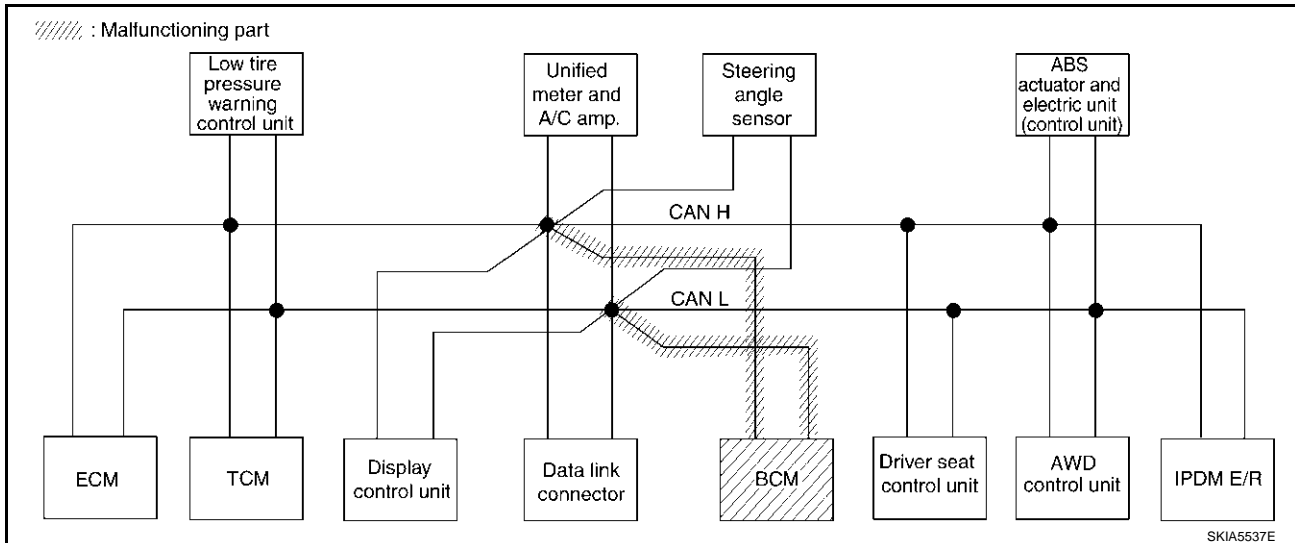 : Malfunctioning part
Low tire
pressure
warning
control unit
Unified
meter and
A/C amp.
Steering
angle
sensor
ABS
actuator and
electric unit
(control unit)
CAN H
CAN L
ECM
TCM
Display
control unit
Data link
connector
BCM
Driver seat
control unit
AWD
control unit
IPDM E/R
SKIA5537E